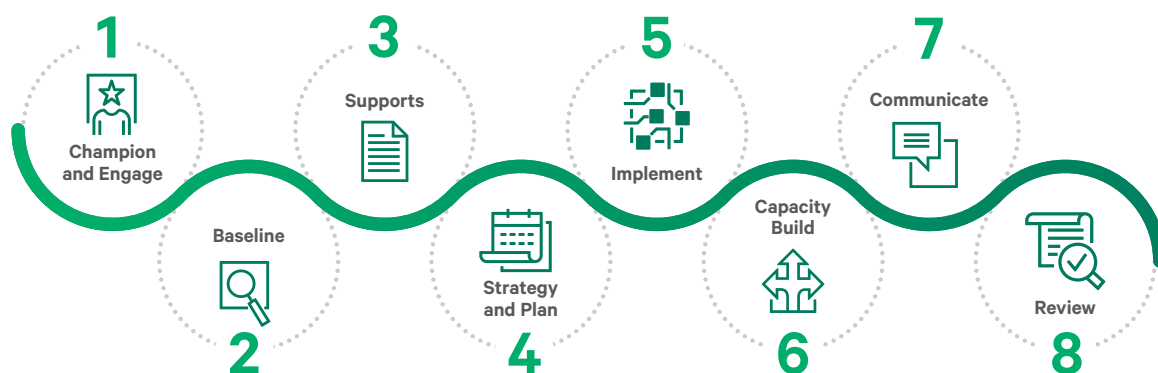 1
Champion
and Engage
2
Baseline
3
Supports
4
Strategy
and Plan
5
Implement
6
Capacity
Build
7
Communicate
8
Review